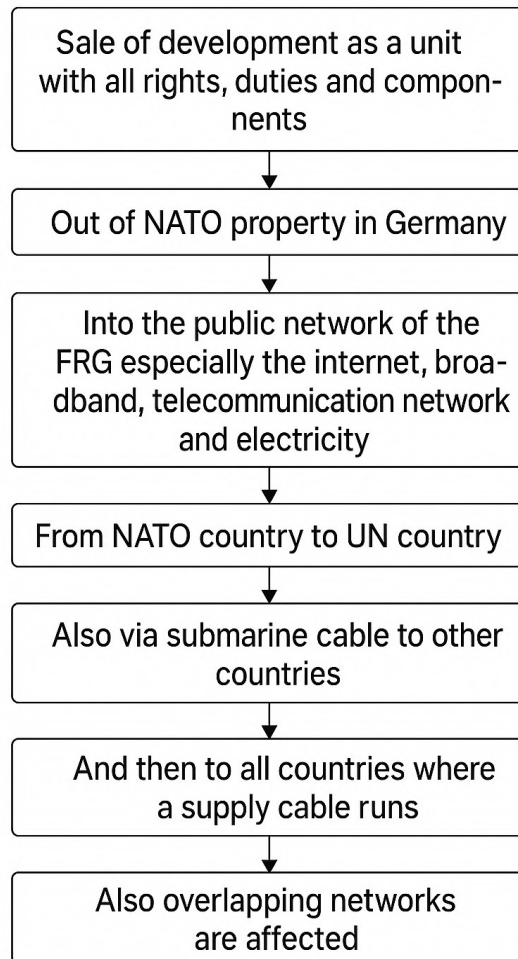 Sale of development as a unit
with all rights, duties and compon-
nents
Out of NATO property in Germany
Into the public network of the
FRG especially the internet, broa-
dband, telecommunication network
and electricity
From NATO country to UN country
Also via submarine cable to other
countries
And then to all countries where
a supply cable runs
Also overlapping networks
are affected